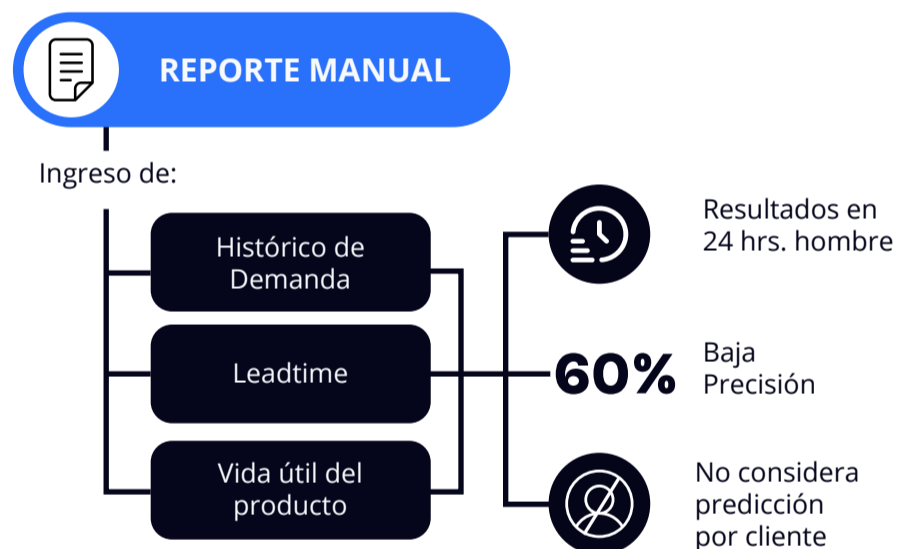 REPORTE MANUAL
Ingreso de:
Histórico de
Demanda
Leadtime
Vida útil del
producto
Resultados en
24 hrs. hombre
60%
Baja
Precisión
No considera
predicción
por cliente